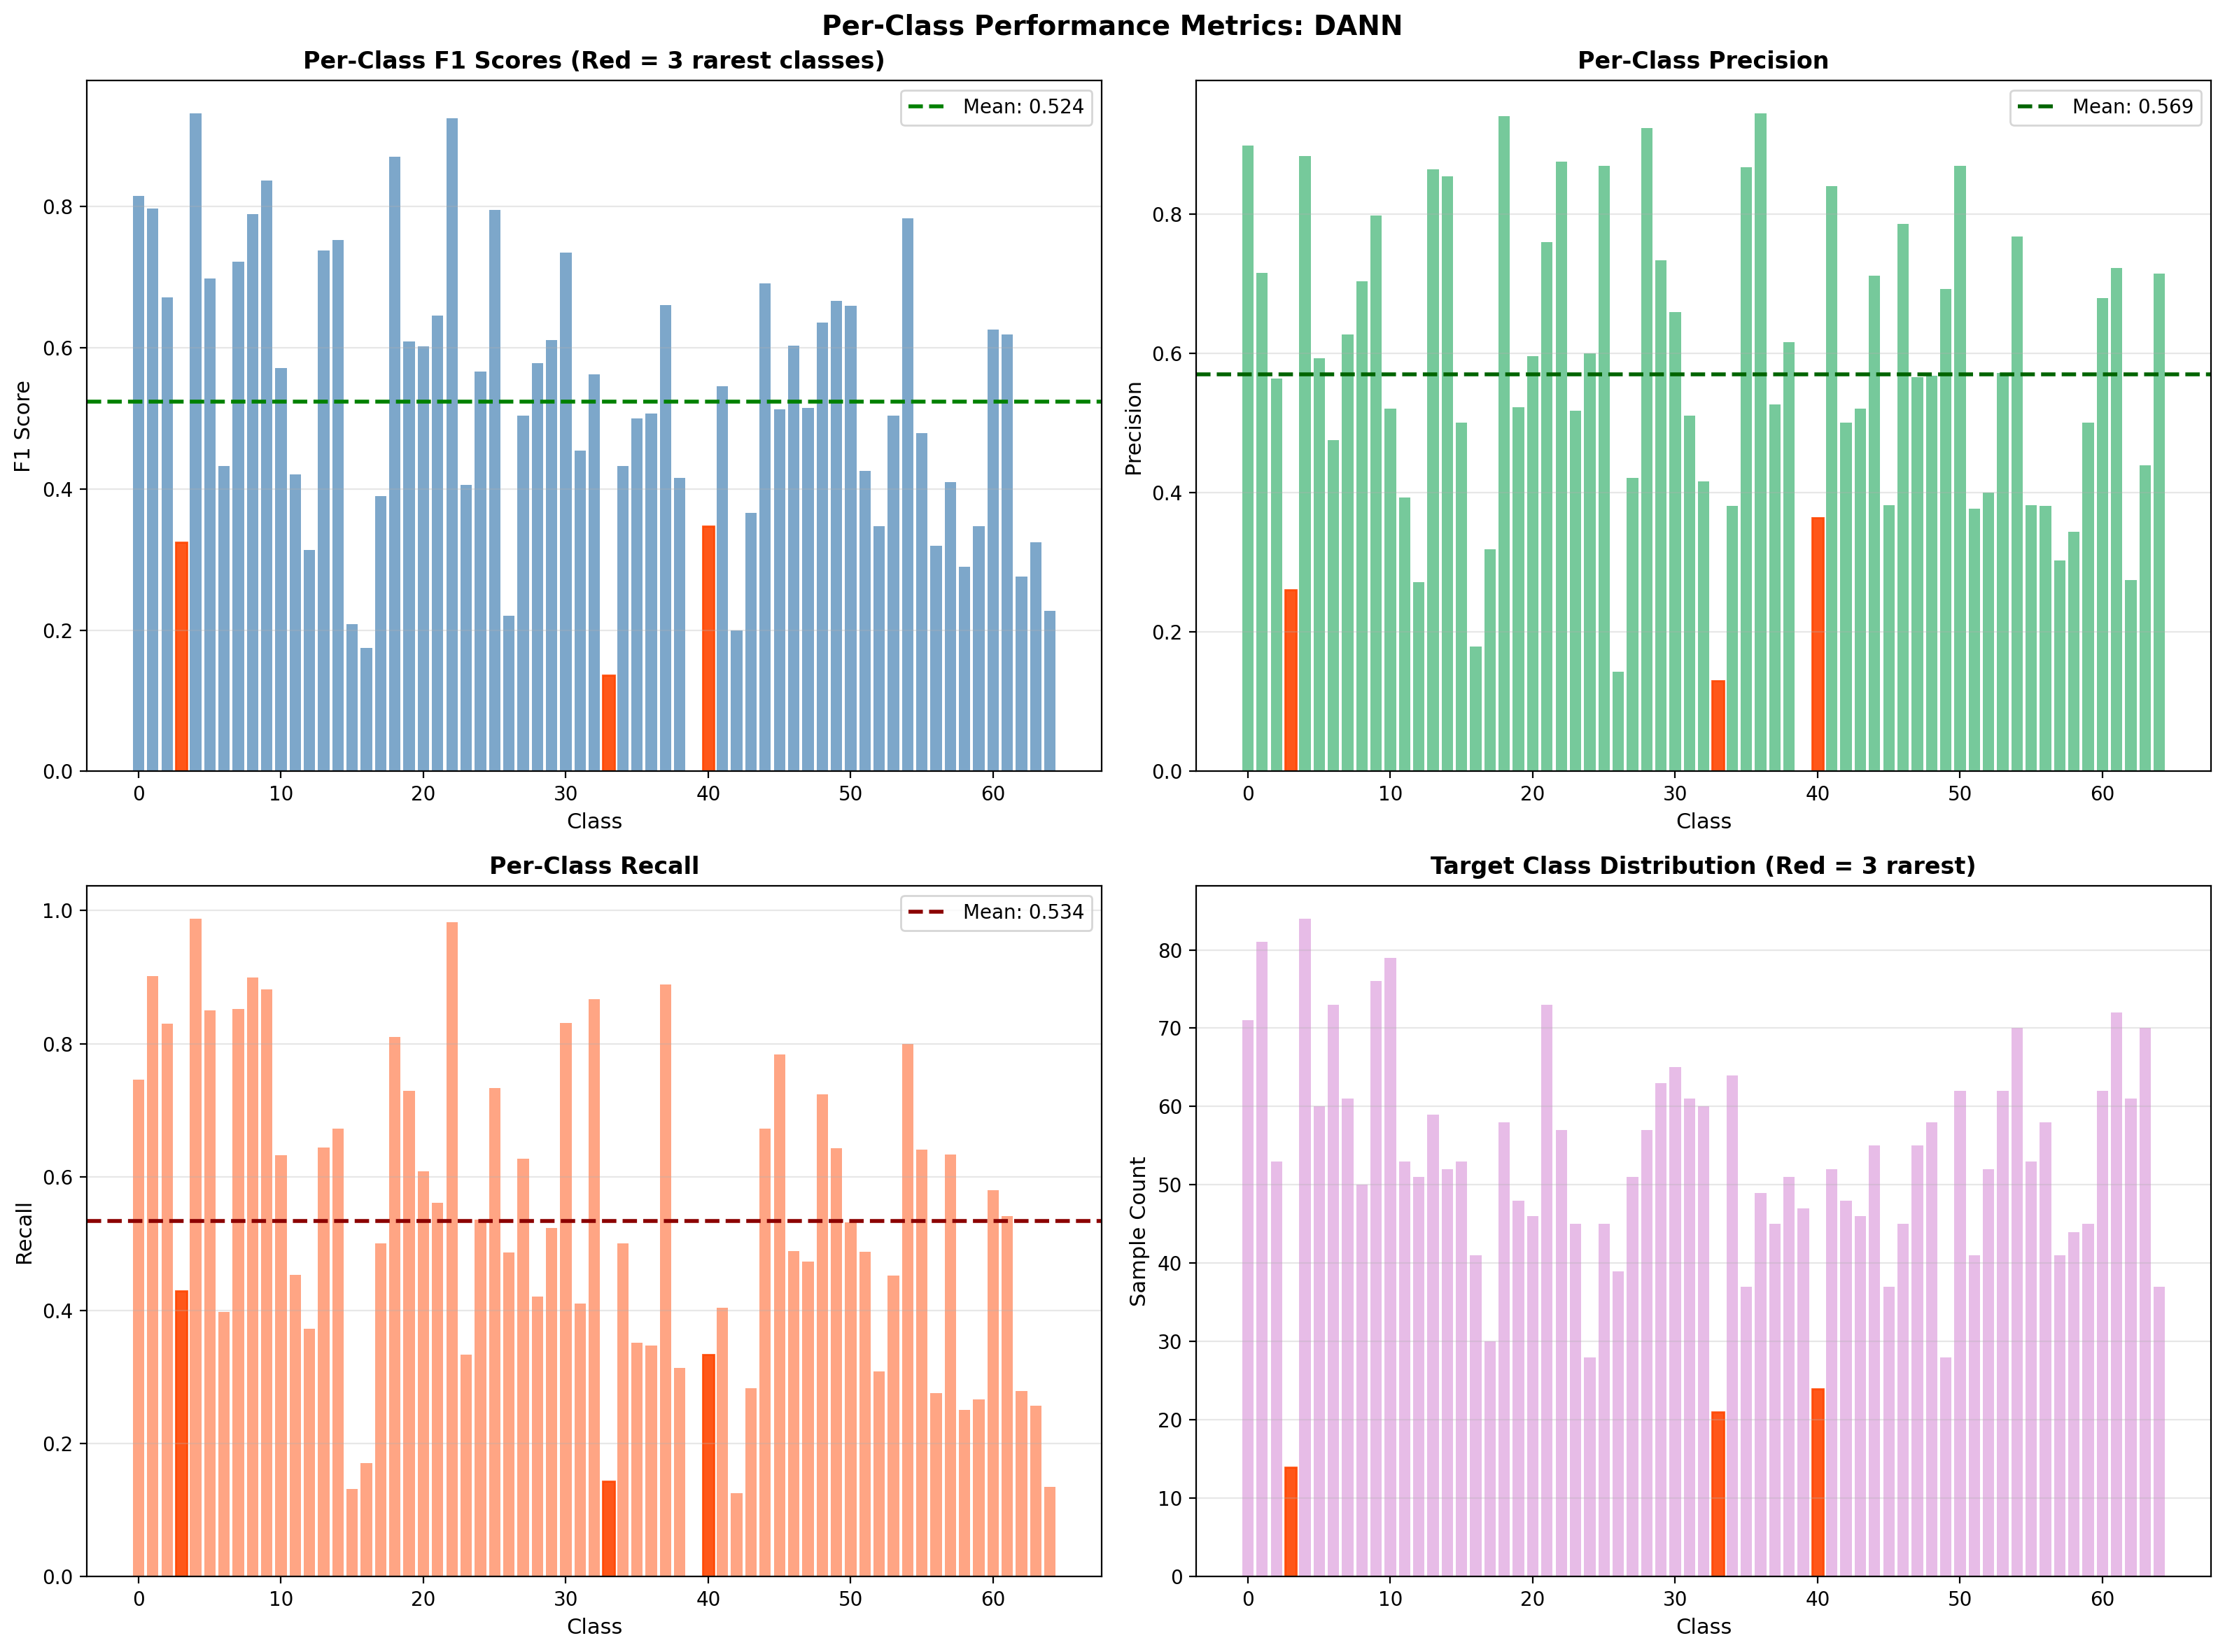 Per-Class Performance Metrics: DANN
Per-Class F1 Scores (Red = 3 rarest classes)
Mean: 0.524
F1 Score
0.8
0.6
0.4
0.2
0.0
0 10 20 30 40 50 60
Class
Per-Class Precision
Mean: 0.569
Precision
0.8
0.6
0.4
0.2
0.0
0 10 20 30 40 50 60
Class
Per-Class Recall
Mean: 0.534
Recall
1.0
0.8
0.6
0.4
0.2
0.0
0 10 20 30 40 50 60
Class
Target Class Distribution (Red = 3 rarest)
Sample Count
80
70
60
50
40
30
20
10
0
0 10 20 30 40 50 60
Class